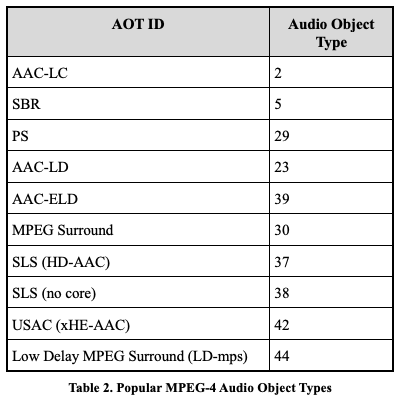 AOT ID Audio Object
Type
AAC-LC 2
SBR 5
PS 29
AAC-LD 23
AAC-ELD 39
MPEG Surround 30
SLS (HD-AAC) 37
SLS (no core) 38
USAC (xHE-AAC) 42
Low Delay MPEG Surround (LD-mps) 44
Table 2. Popular MPEG-4 Audio Object Types